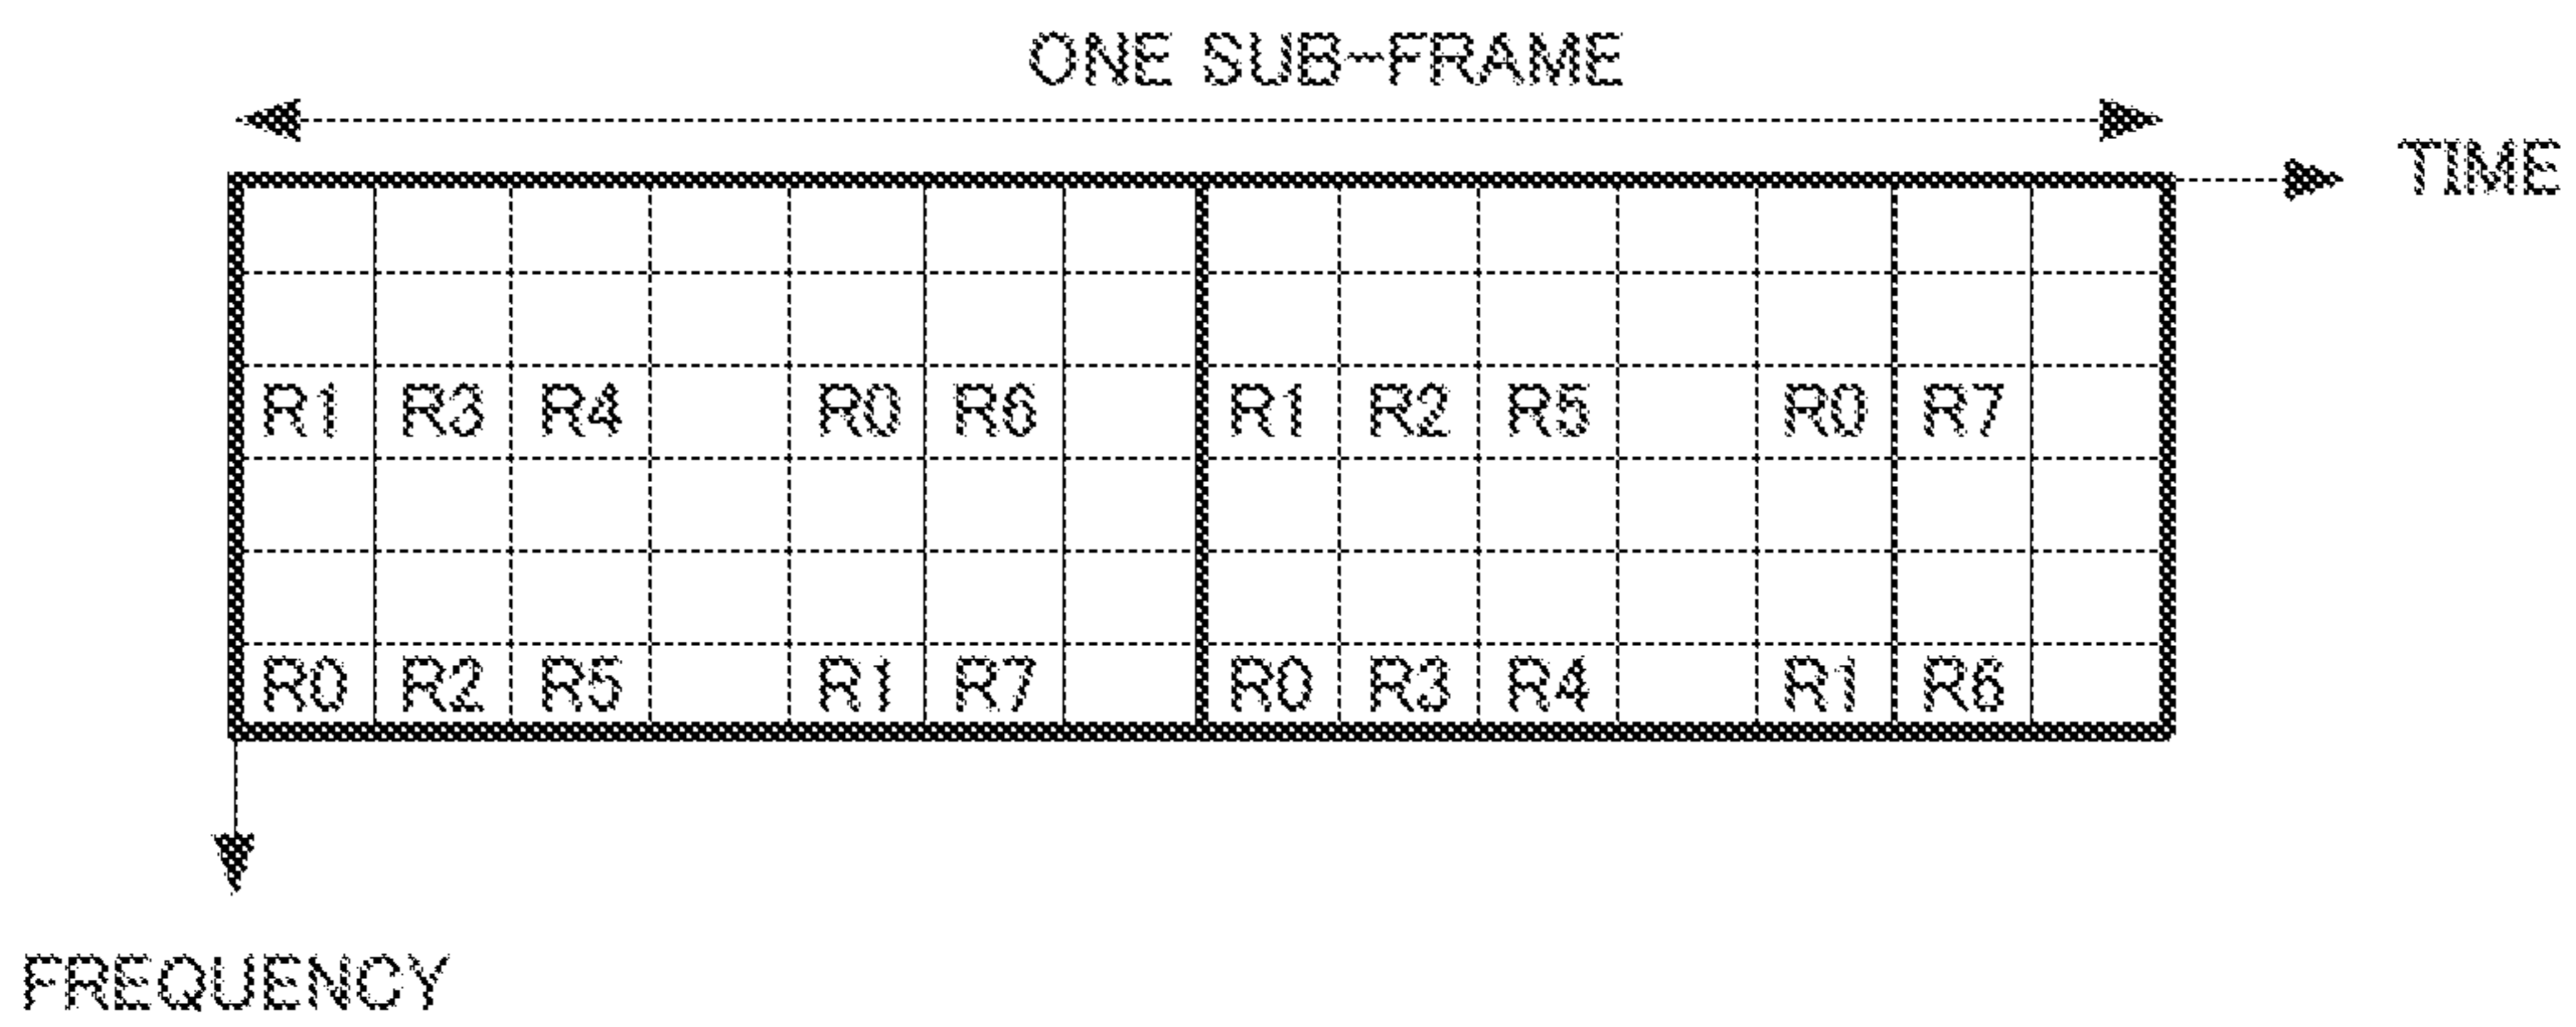 ONE SUB-FRAME
TIME
R1 R3 R4 R0 R6 R1 R2 R5 R0 R7
R0 R2 R5 R1 R7 R0 R3 R4 R1 R6
FREQUENCY